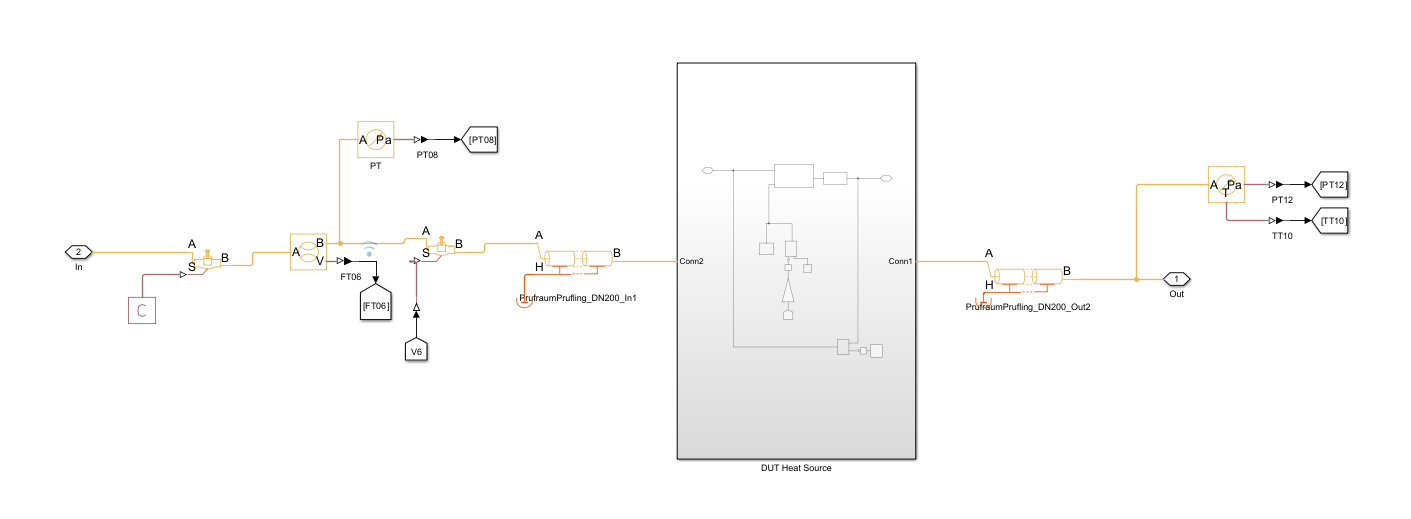 A
Pa
[PT08]
PT08
PT
2
In
A
S
B
C
A
B
V
FT06
[FT06]
A
S
B
V6
A
B
H
PrufraumPrufling_DN200_In1
Conn2
Conn1
DUT Heat Source
A
B
H
PrufraumPrufling_DN200_Out2
1
Out
A
Pa
T
PT12
[PT12]
TT10
[TT10]